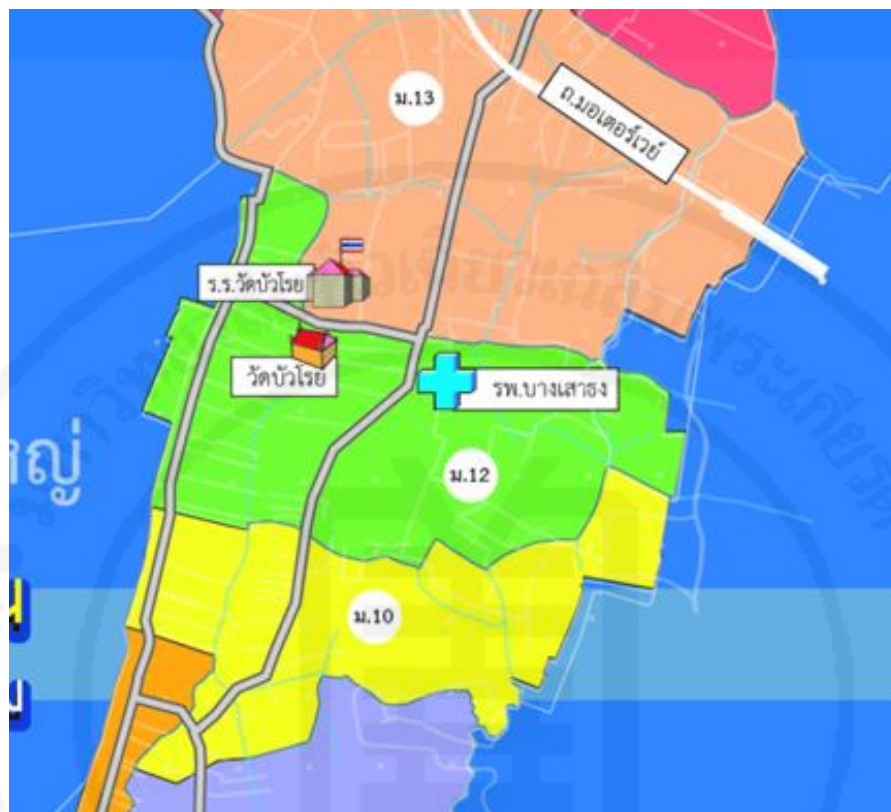 ม.13
ถ.มอเตอร์เวย์
ร.ร.วัดบัวโรย
วัดบัวโรย
รพ.บางเสาธง
ม.12
ม.10